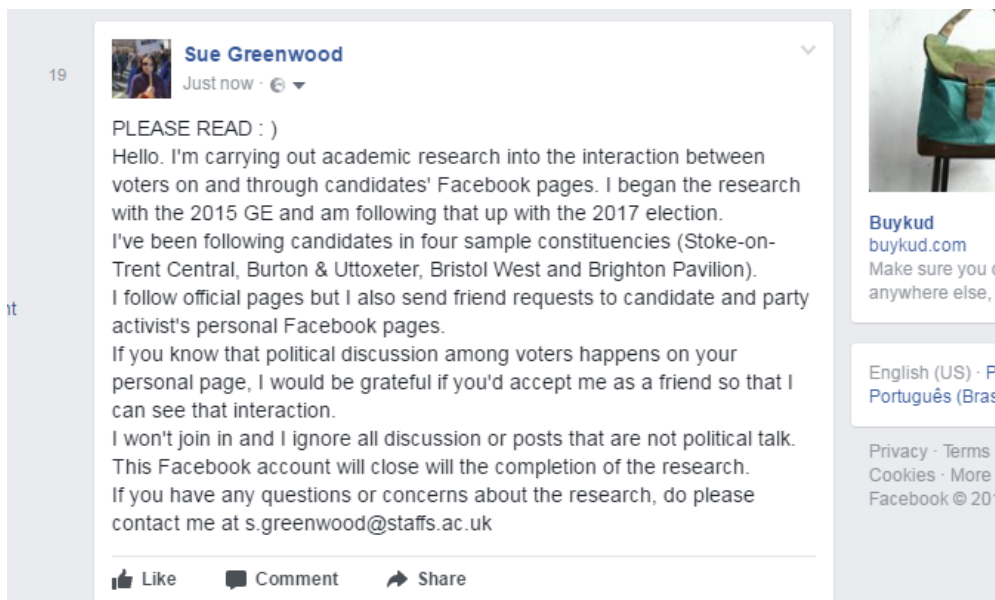 19
Sue Greenwood
Just now ·
PLEASE READ : )
Hello. I'm carrying out academic research into the interaction between
voters on and through candidates' Facebook pages. I began the research
with the 2015 GE and am following that up with the 2017 election.
I've been following candidates in four sample constituencies (Stoke-on-
Trent Central, Burton & Uttoxeter, Bristol West and Brighton Pavilion).
I follow official pages but I also send friend requests to candidate and party
activist's personal Facebook pages.
If you know that political discussion among voters happens on your
personal page, I would be grateful if you'd accept me as a friend so that I
can see that interaction.
I won't join in and I ignore all discussion or posts that are not political talk.
This Facebook account will close will the completion of the research.
If you have any questions or concerns about the research, do please
contact me at s.greenwood@staffs.ac.uk
Like Comment Share
Buykud
buykud.com
Make sure you
anywhere else,
English (US) ·
Português (Bras
Privacy · Terms
Cookies · More
Facebook ©